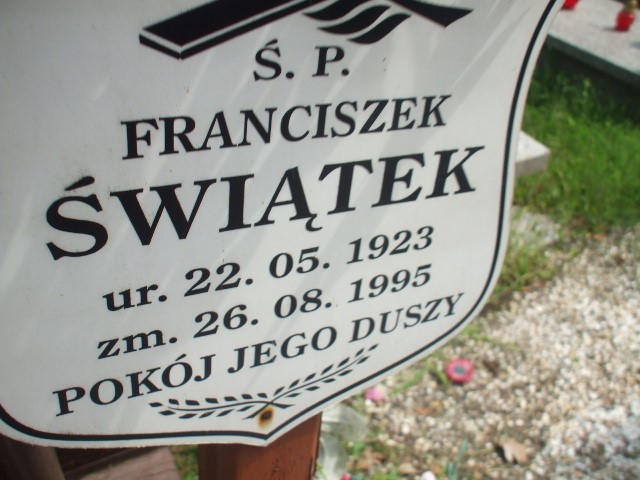 Ś. P.
FRANCISZEK
ŚWIĄTEK
ur. 22. 05. 1923
zm. 26. 08. 1995
POKÓJ JEGO DUSZY